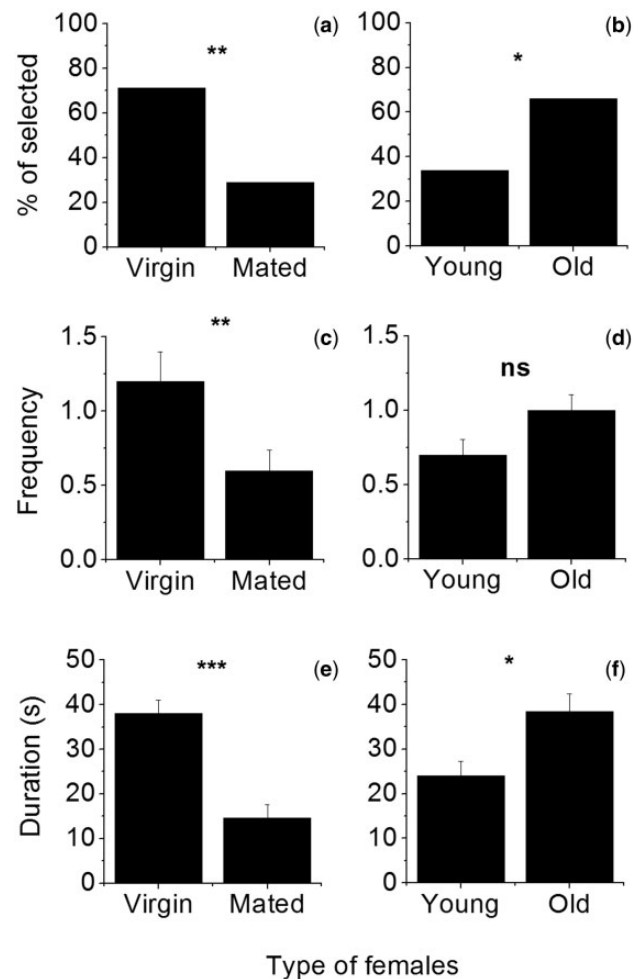 100 (a) 100 (b)
80 ** 80 *
60 60
40 40
20 20
0 0
% of selected
Virgin Mated Young Old
1.5 ** (c) 1.5 (d)
ns
1.0 1.0
0.5 0.5
0.0 0.0
Frequency
Virgin Mated Young Old
50 *** (e) 50 * (f)
40 40
30 30
20 20
10 10
0 0
Duration (s)
Virgin Mated Young Old
Type of females